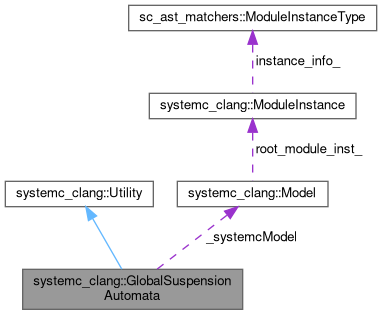 sc_ast_matchers::ModuleInstanceType
instance_info_
systemc_clang::ModuleInstance
root_module_inst_
systemc_clang::Utility
systemc_clang::Model
_systemcModel
systemc_clang::GlobalSuspension
Automata